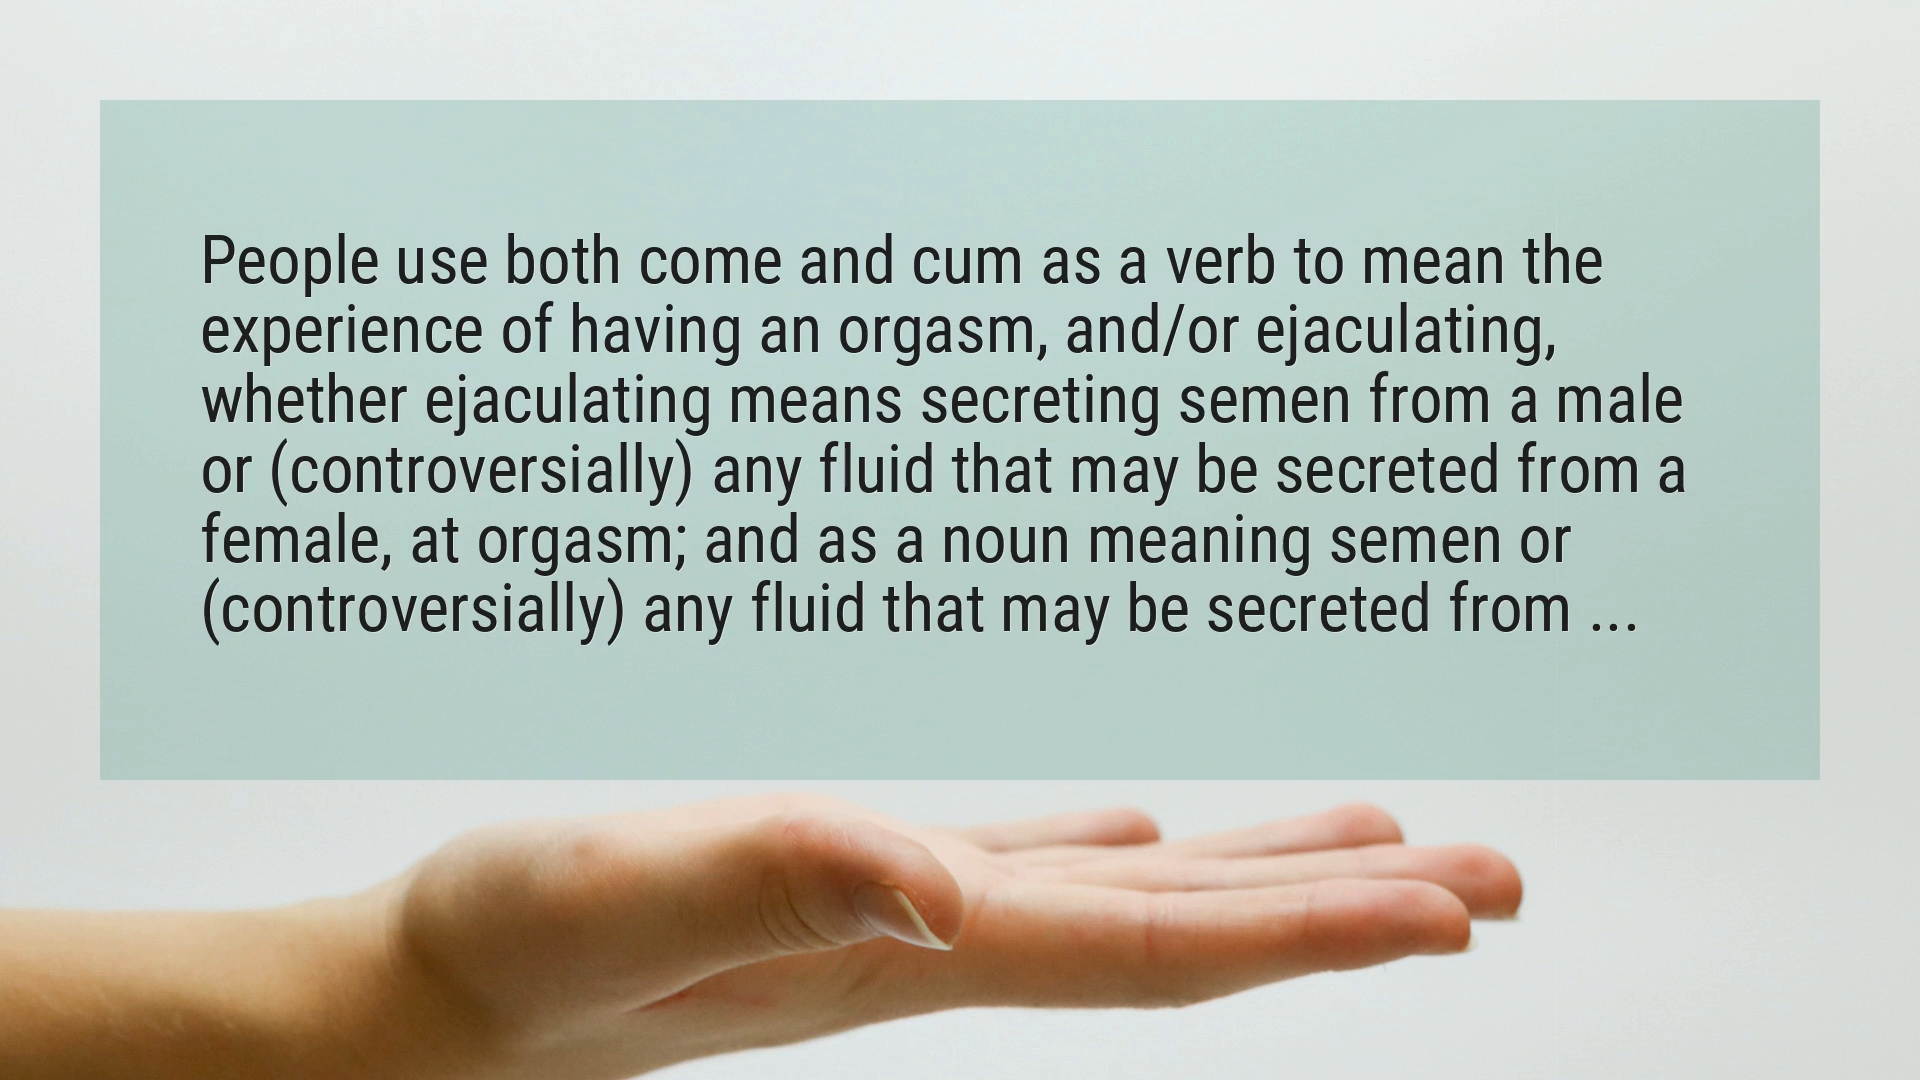 People use both come and cum as a verb to mean the
experience of having an orgasm, and/or ejaculating,
whether ejaculating means secreting semen from a male
or (controversially) any fluid that may be secreted from a
female, at orgasm; and as a noun meaning semen or
(controversially) any fluid that may be secreted from ...